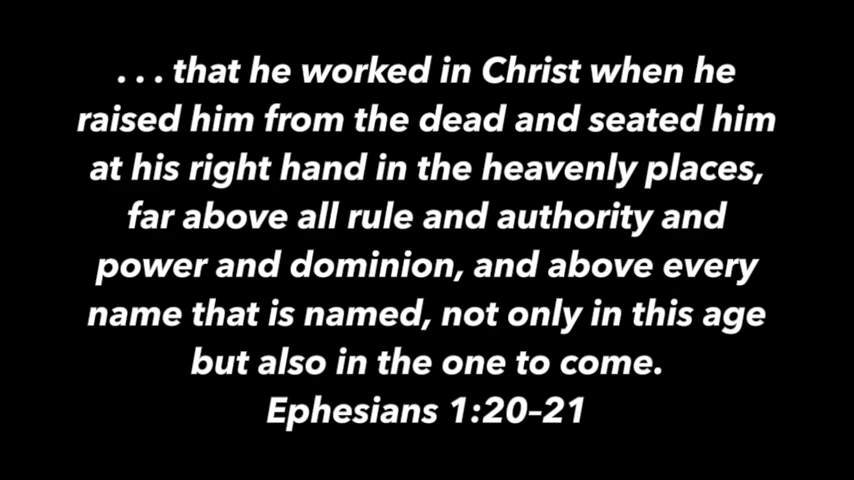 . . . that he worked in Christ when he
raised him from the dead and seated him
at his right hand in the heavenly places,
far above all rule and authority and
power and dominion, and above every
name that is named, not only in this age
but also in the one to come.
Ephesians 1:20–21